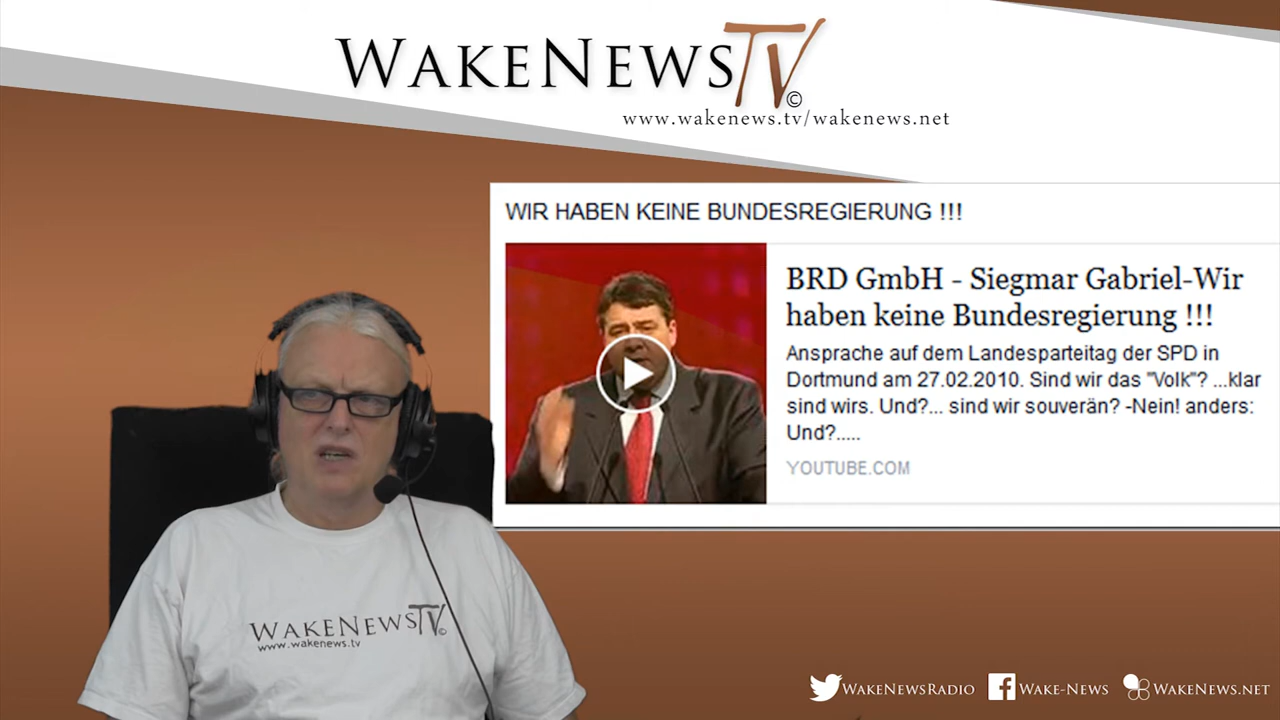 WAKENEWSTV©
www.wakenews.tv/wakenews.net
WIR HABEN KEINE BUNDESREGIERUNG !!!
BRD GmbH - Siegmar Gabriel-Wir
haben keine Bundesregierung !!!
Ansprache auf dem Landesparteitag der SPD in
Dortmund am 27.02.2010. Sind wir das "Volk"? ...klar
sind wirs. Und?... sind wir souverän? -Nein! anders:
Und?.....
YOUTUBE.COM
WAKENEWSTV©
www.wakenews.tv
WAKENEWSRADIO
WAKE-NEWS
WAKENEWS.NET